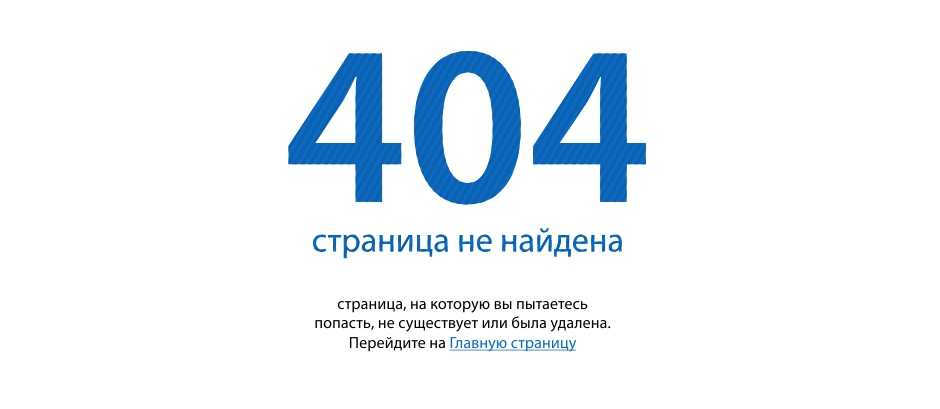 404
страница не найдена
страница, на которую вы пытаетесь
попасть, не существует или была удалена.
Перейдите на Главную страницу